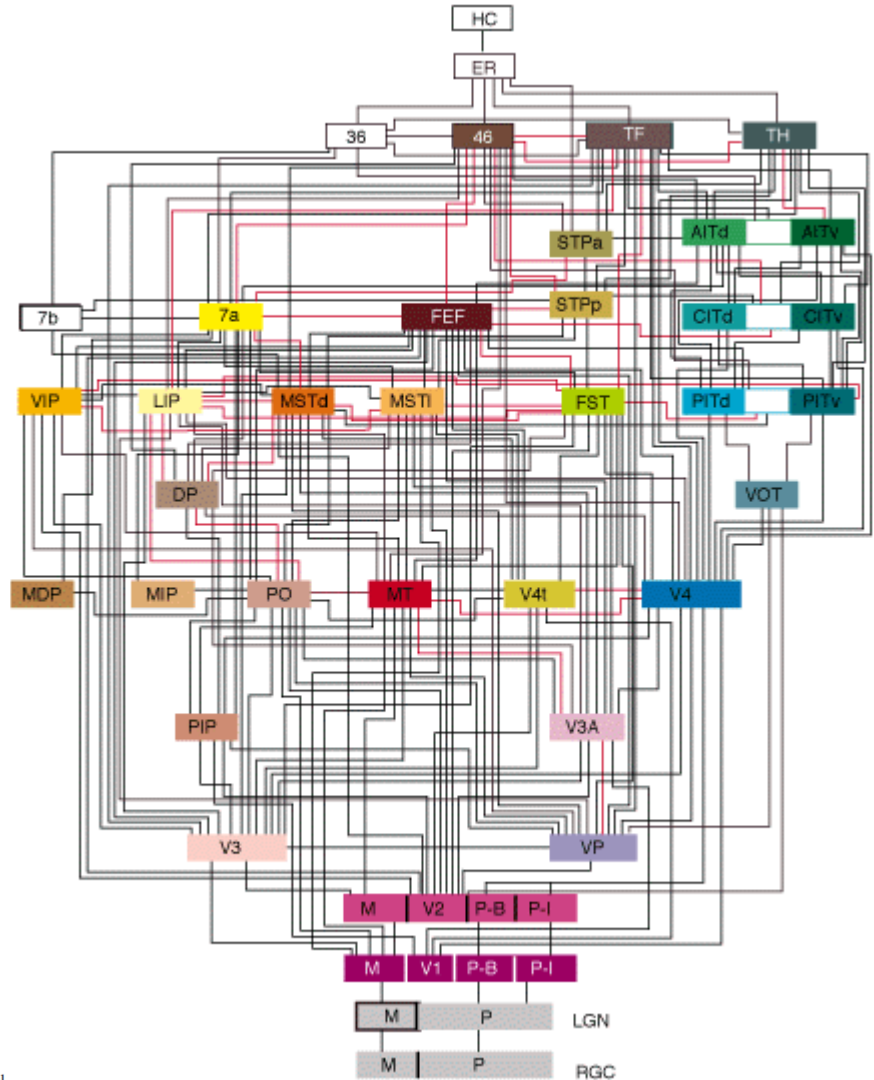 HC
ER
36 46 TF TH
STPa AITd AITv
STPp
7b 7a FEF CITd CITv
VIP LIP MSTd MSTl FST PITd PITv
DP VOT
MDP MIP PO MT V4t V4
PIP V3A
V3 VP
M V2 P-B P-I
M V1 P-B P-I
M P LGN
M P RGC